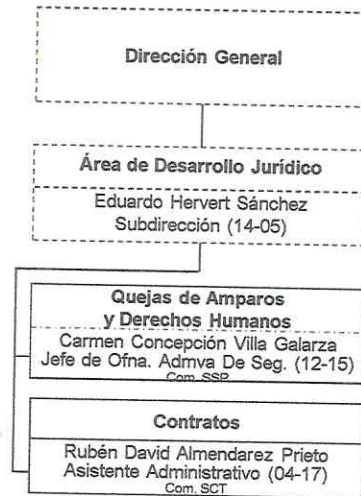 Dirección General
Área de Desarrollo Jurídico
Eduardo Hervert Sánchez
Subdirección (14-05)
Quejas de Amparos
y Derechos Humanos
Carmen Concepción Villa Galarza
Jefe de Ofna. Admva De Seg. (12-15)
Com. SSP
Contratos
Rubén David Almendarez Prieto
Asistente Administrativo (04-17)
Com. SCT